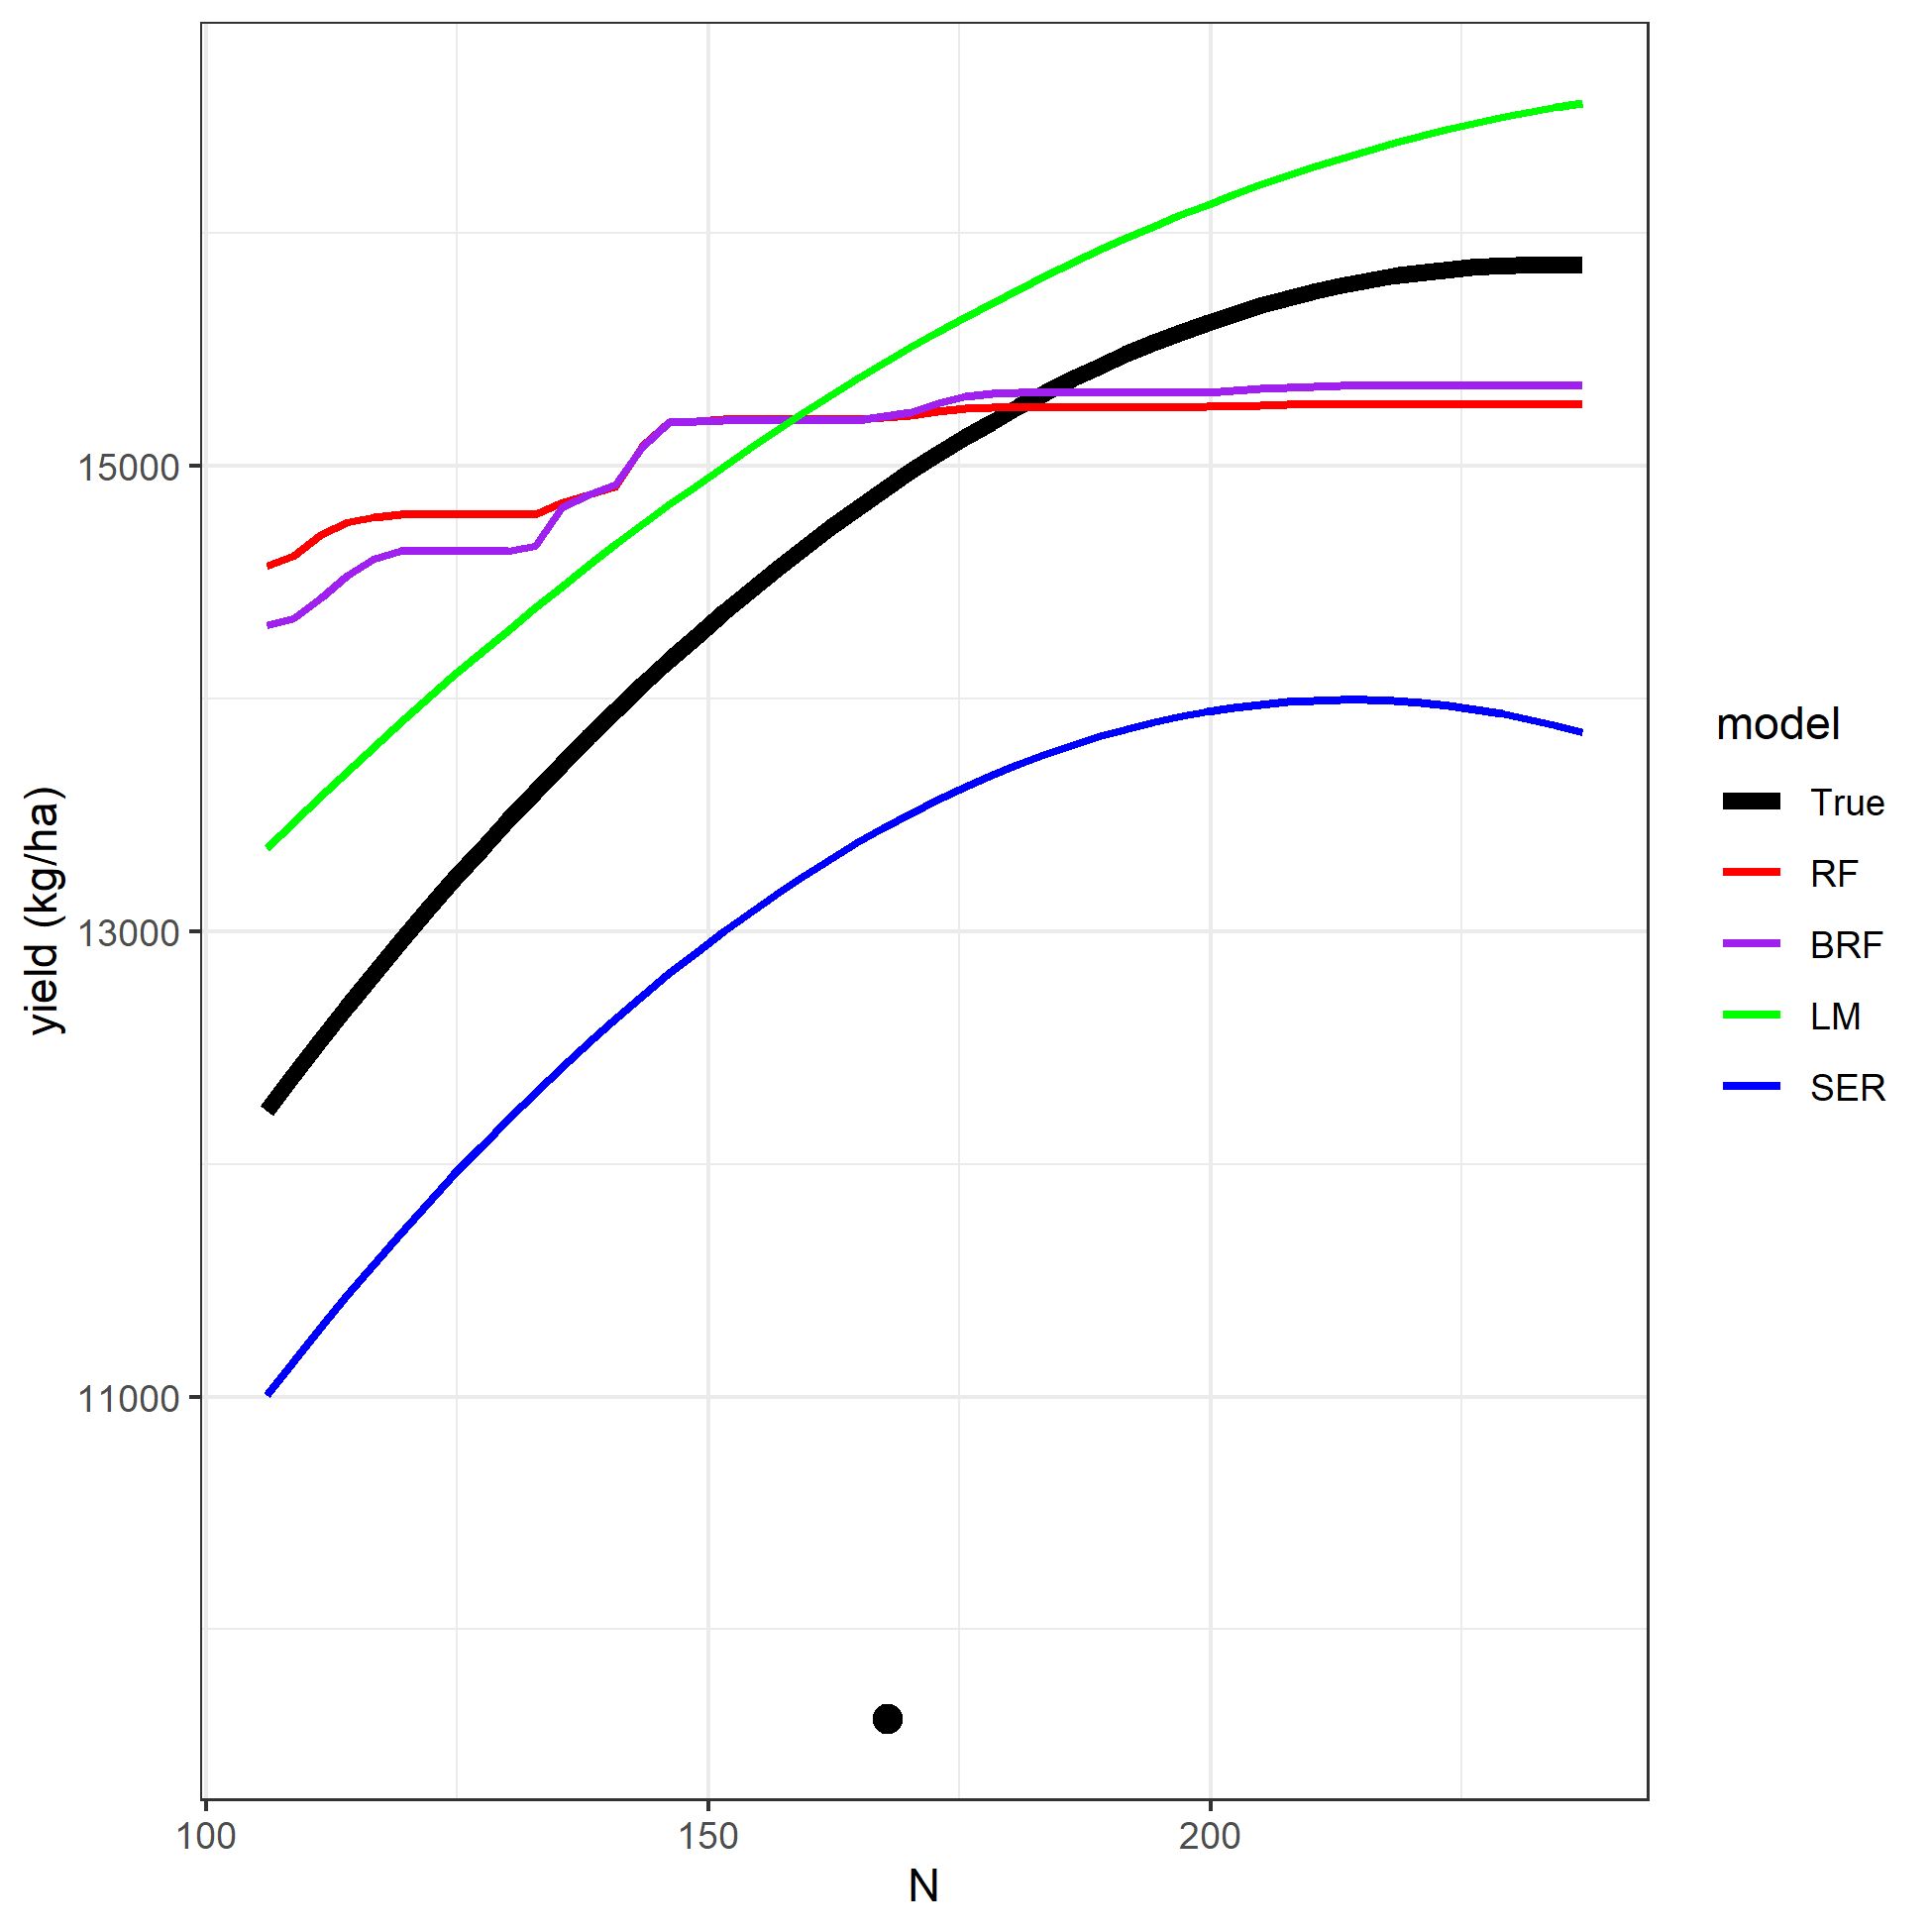 yield (kg/ha)
15000
13000
11000
100
150
200
N
model
True
RF
BRF
LM
SER